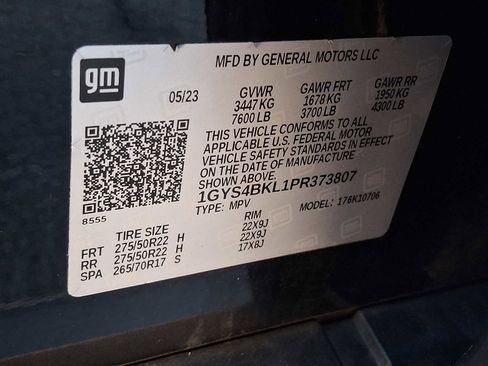 gm
MFD BY GENERAL MOTORS LLC
05/23 GVWR GAWR FRT GAWR RR
3447 KG 1678 KG 1950 KG
7600 LB 3700 LB 4300 LB
THIS VEHICLE CONFORMS TO ALL
APPLICABLE U.S. FEDERAL MOTOR
VEHICLE SAFETY STANDARDS IN EFFECT
ON THE DATE OF MANUFACTURE
SHOWN ABOVE.
1GYS4BKL1PR373807
TYPE: MPV MODEL: 176K10706
8555
TIRE SIZE RIM
FRT 275/50R22 H 22X9J
RR 275/50R22 H 22X9J
SPA 265/70R17 S 17X8J